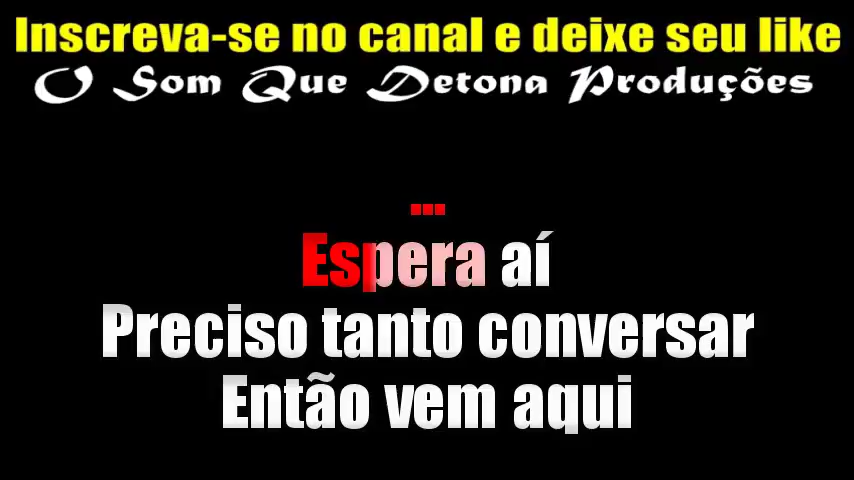 Inscreva-se no canal e deixe seu like
O Som Que Detona Produções
...
Espera aí
Preciso tanto conversar
Então vem aqui